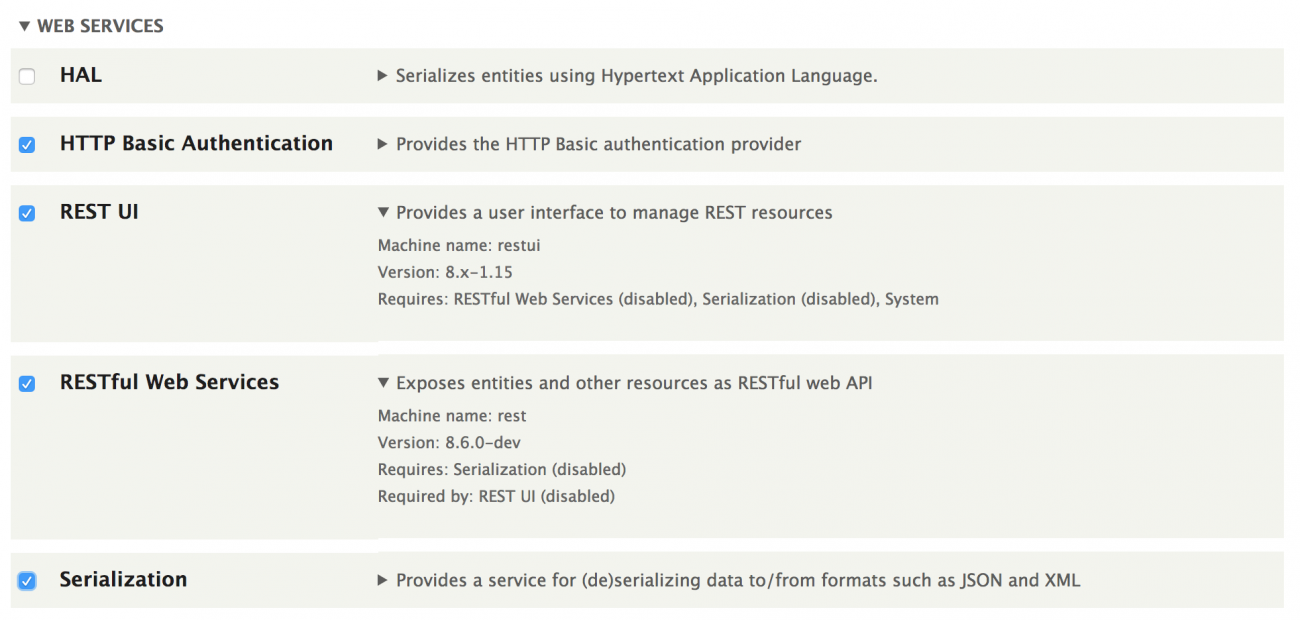 WEB SERVICES
HAL Serializes entities using Hypertext Application Language.
HTTP Basic Authentication Provides the HTTP Basic authentication provider
REST UI Provides a user interface to manage REST resources
Machine name: restui
Version: 8.x-1.15
Requires: RESTful Web Services (disabled), Serialization (disabled), System
RESTful Web Services Exposes entities and other resources as RESTful web API
Machine name: rest
Version: 8.6.0-dev
Requires: Serialization (disabled)
Required by: REST UI (disabled)
Serialization Provides a service for (de)serializing data to/from formats such as JSON and XML